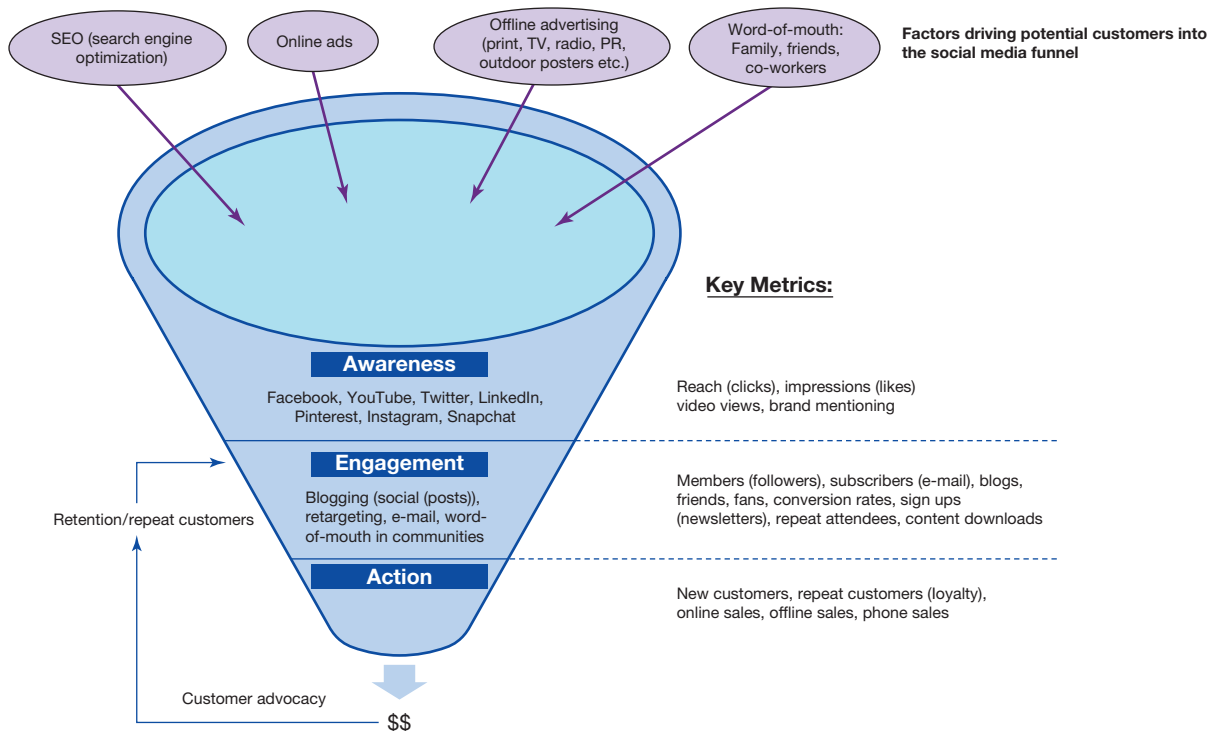 SEO (search engine
optimization)
Online ads
Offline advertising
(print, TV, radio, PR,
outdoor posters etc.)
Word-of-mouth:
Family, friends,
co-workers
Factors driving potential customers into
the social media funnel
Key Metrics:
Awareness
Facebook, YouTube, Twitter, LinkedIn,
Pinterest, Instagram, Snapchat
Reach (clicks), impressions (likes)
video views, brand mentioning
Engagement
Blogging (social (posts)),
retargeting, e-mail, word-
of-mouth in communities
Members (followers), subscribers (e-mail), blogs,
friends, fans, conversion rates, sign ups
(newsletters), repeat attendees, content downloads
Retention/repeat customers
Action
New customers, repeat customers (loyalty),
online sales, offline sales, phone sales
Customer advocacy
$$